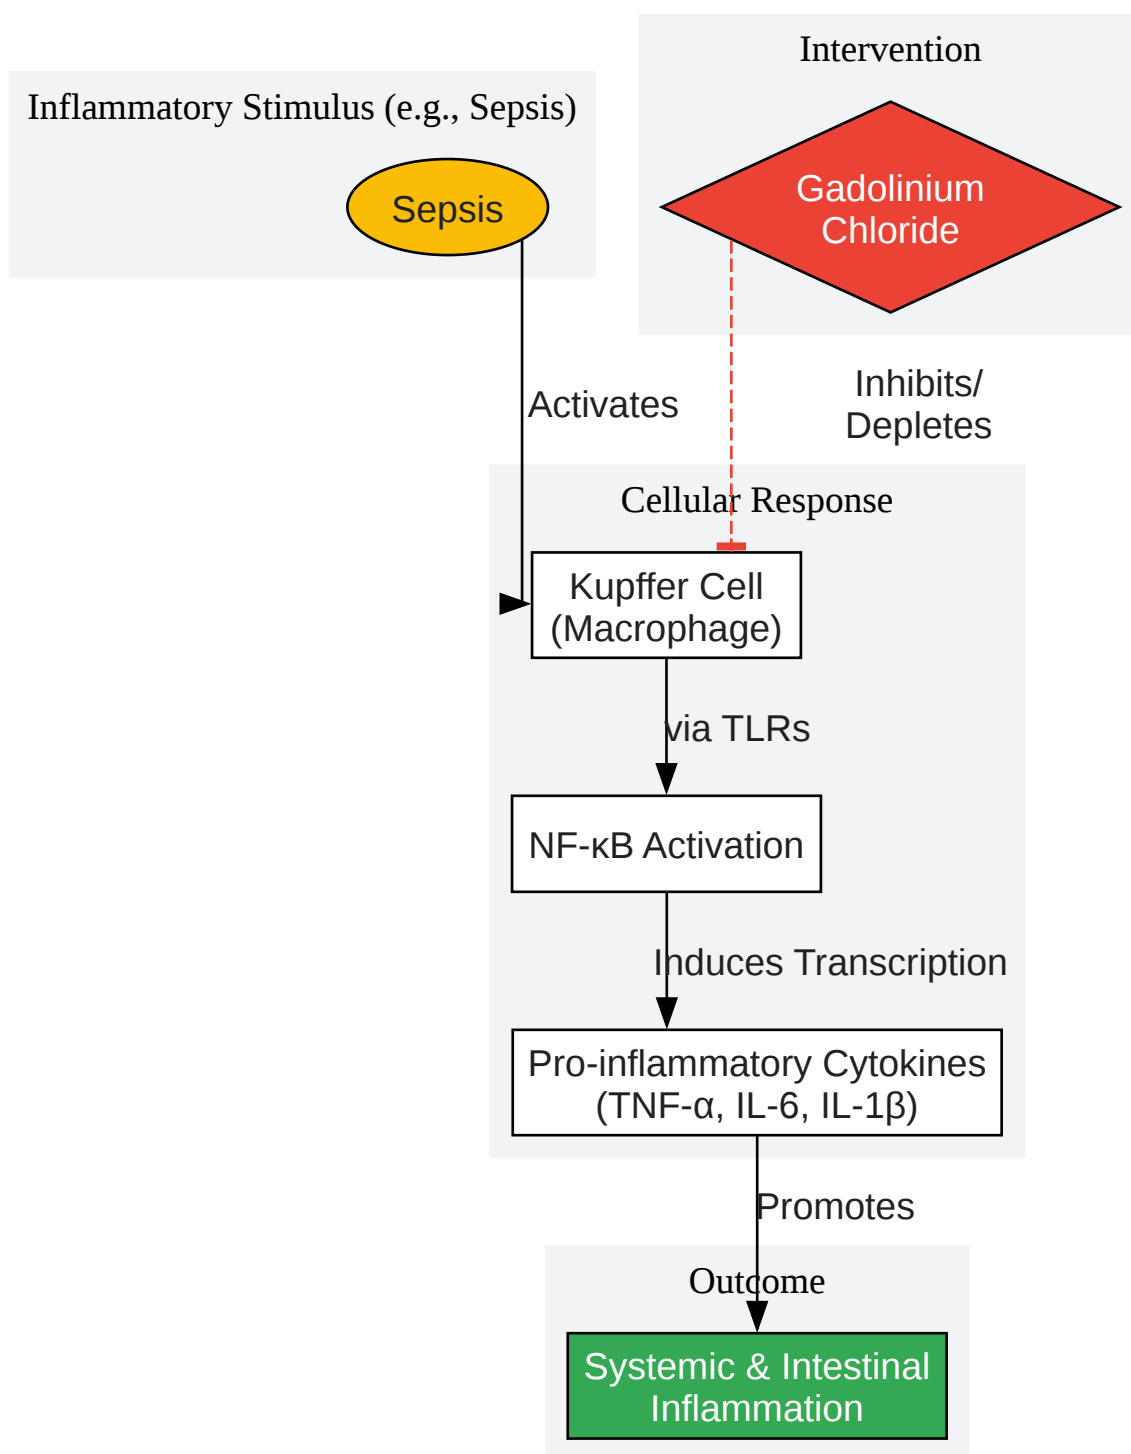 Intervention
Inflammatory Stimulus (e.g., Sepsis)
Sepsis
Gadolinium
Chloride
Activates
Inhibits/
Depletes
Cellular Response
Kupffer Cell
(Macrophage)
via TLRs
NF-κB Activation
Induces Transcription
Pro-inflammatory Cytokines
(TNF-α, IL-6, IL-1β)
Promotes
Outcome
Systemic & Intestinal
Inflammation